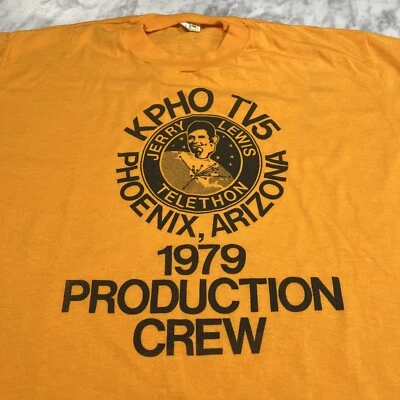 KPHO TV5
JERRY LEWIS
TELETHON
PHOENIX, ARIZONA
1979
PRODUCTION
CREW